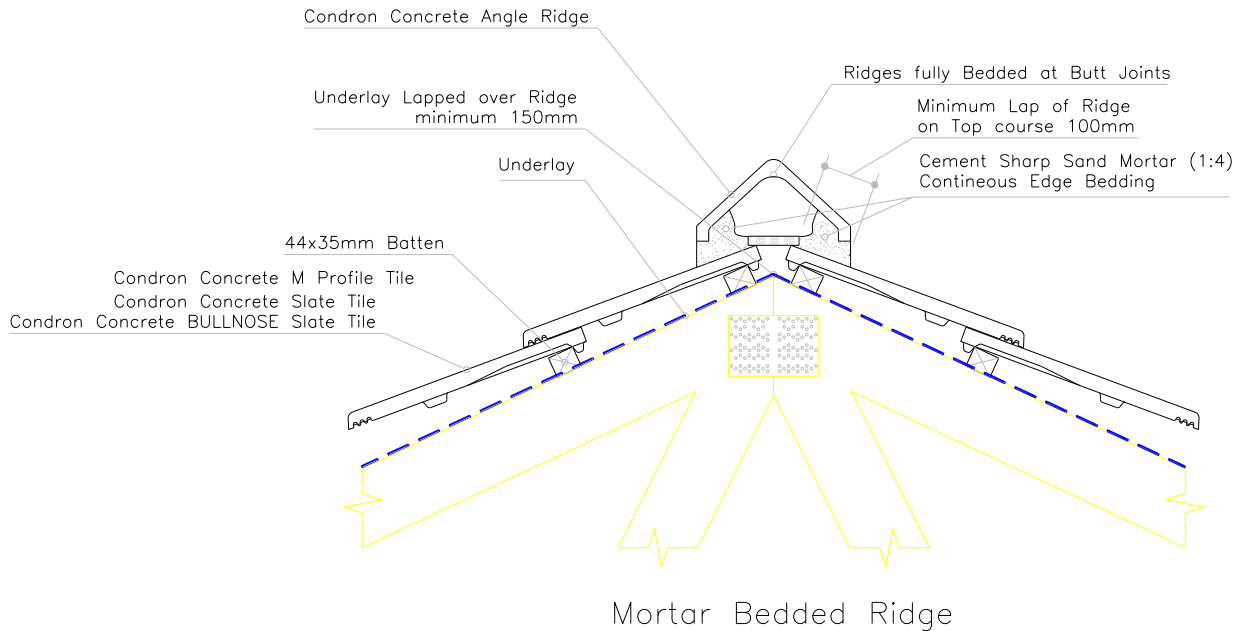 Condron Concrete Angle Ridge
Ridges fully Bedded at Butt Joints
Underlay Lapped over Ridge
minimum 150mm
Minimum Lap of Ridge
on Top course 100mm
Underlay
Cement Sharp Sand Mortar (1:4)
Contineous Edge Bedding
44x35mm Batten
Condron Concrete M Profile Tile
Condron Concrete Slate Tile
Condron Concrete BULLNOSE Slate Tile
Mortar Bedded Ridge